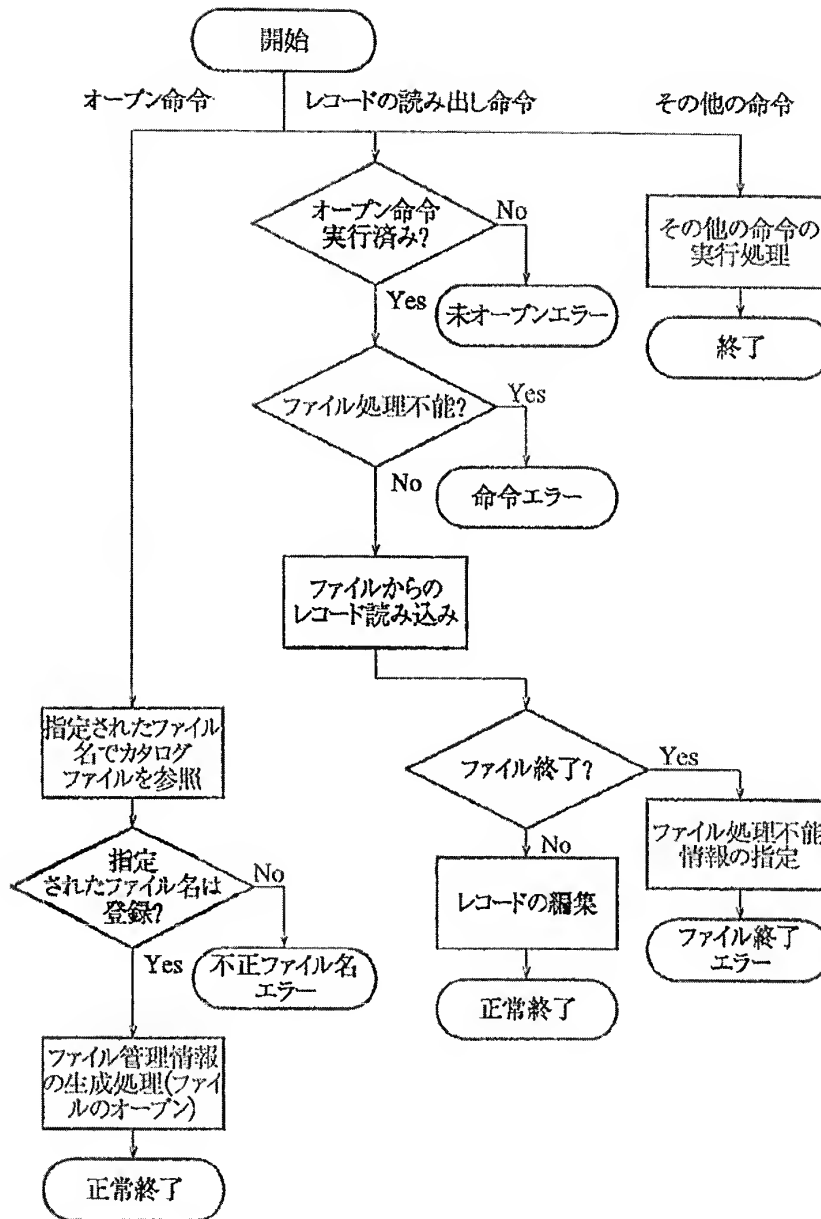 開始
オープン命令
レコードの読み出し命令
その他の命令
オープン命令
実行済み?
No
Yes
未オープンエラー
その他の命令の
実行処理
終了
ファイル処理不能?
Yes
No
命令エラー
ファイルからの
レコード読み込み
指定されたファイル
名でカタログ
ファイルを参照
ファイル終了?
Yes
No
ファイル処理不能
情報の指定
指定
されたファイル名は
登録?
No
Yes
レコードの編集
不正ファイル名
エラー
ファイル終了
エラー
正常終了
ファイル管理情報
の生成処理(ファイ
ルのオープン)
正常終了